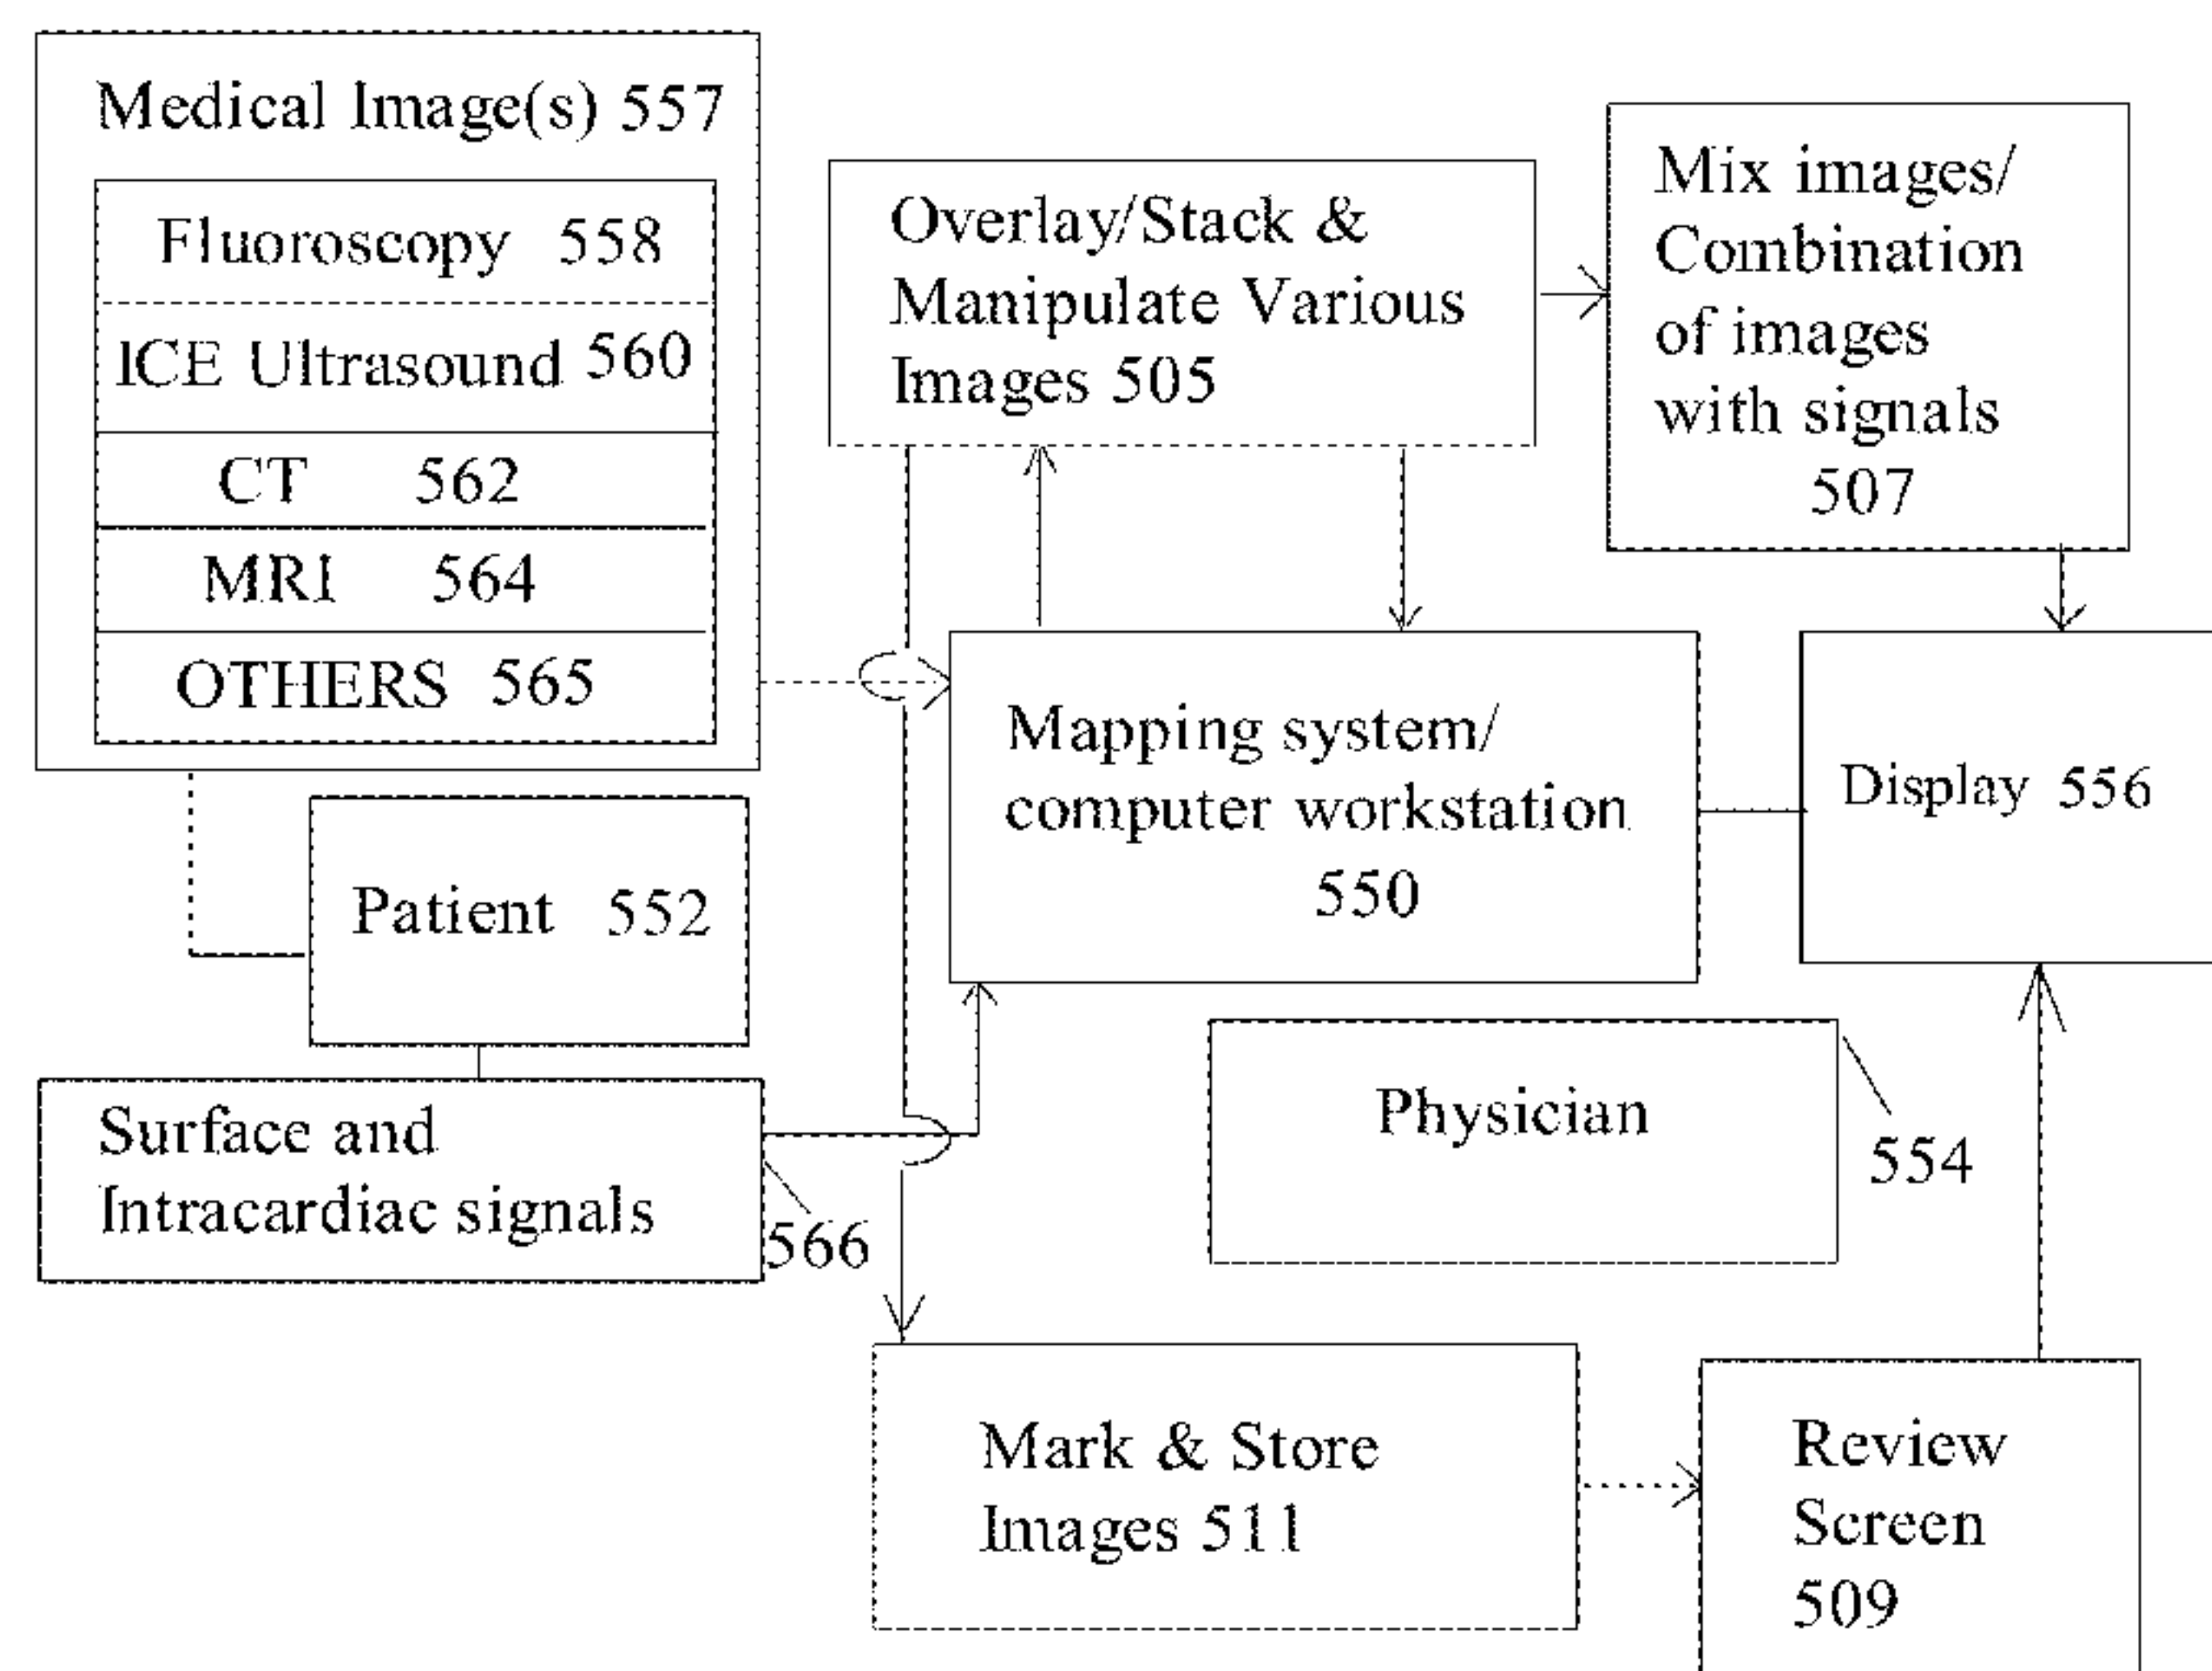 Medical Image(s) 557
Fluoroscopy 558
ICE Ultrasound 560
CT 562
MRI 564
OTHERS 565
Overlay/Stack &
Manipulate Various
Images 505
Mix images/
Combination
of images
with signals
507
Mapping system/
computer workstation
550
Display 556
Patient 552
Surface and
Intracardiac signals
566
Physician
554
Mark & Store
Images 511
Review
Screen
509